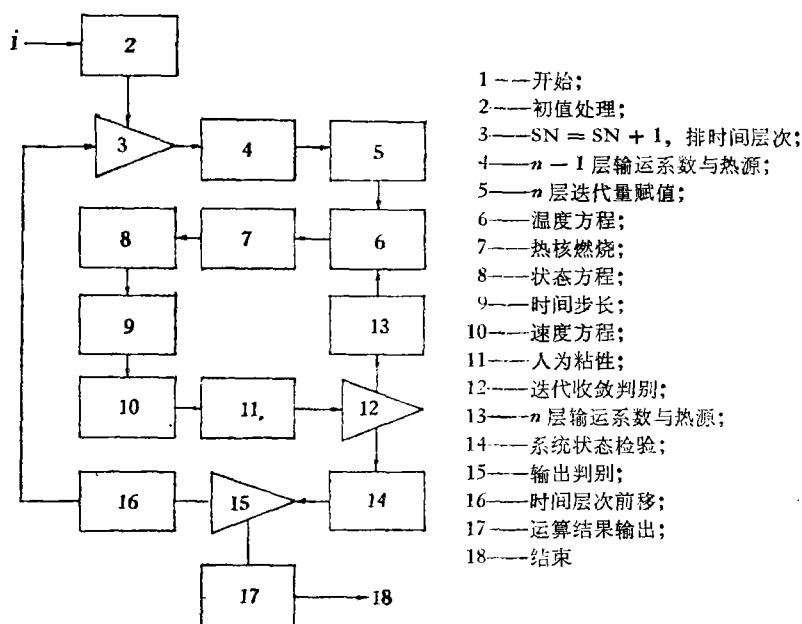 i
2
3
4
5
8
7
6
9
13
10
11.
12
16
15
14
17
18
1——开始;
2——初值处理;
3——SN = SN + 1, 排时间层次;
4——n − 1 层输运系数与热源;
5——n 层迭代量赋值;
6——温度方程;
7——热核燃烧;
8——状态方程;
9——时间步长;
10——速度方程;
11——人为粘性;
12——迭代收敛判别;
13——n 层输运系数与热源;
14——系统状态检验;
15——输出判别;
16——时间层次前移;
17——运算结果输出;
18——结束